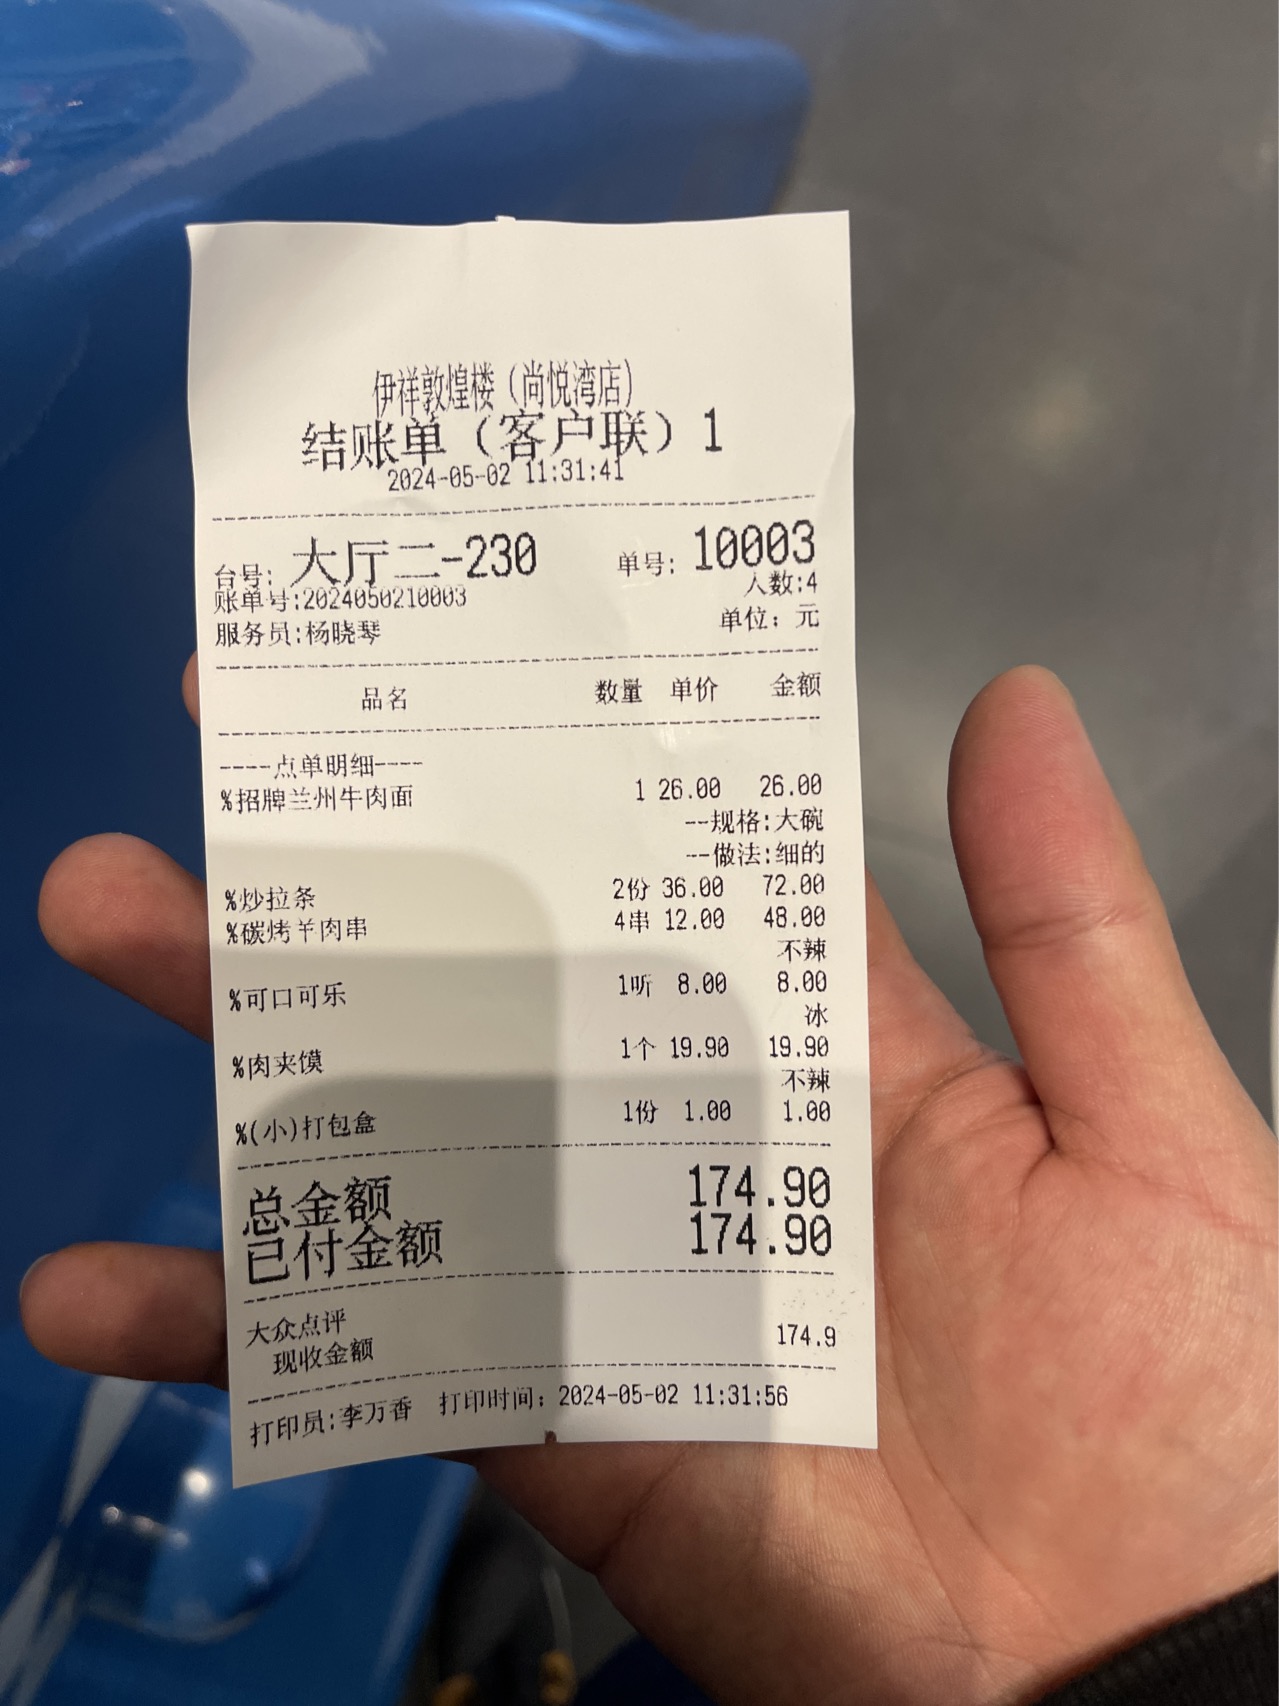 伊祥敦煌楼（尚悦湾店）
结账单（客户联）1
2024-05-02 11:31:41
台号: 大厅二-230 单号: 10003
账单号:2024050210003 人数:4
服务员:杨晓琴 单位: 元
品名 数量 单价 金额
----点单明细----
%招牌兰州牛肉面 1 26.00 26.00
--规格:大碗
--做法:细的
%炒拉条 2份 36.00 72.00
%碳烤羊肉串 4串 12.00 48.00
不辣
%可口可乐 1听 8.00 8.00
冰
%肉夹馍 1个 19.90 19.90
不辣
%(小)打包盒 1份 1.00 1.00
总金额 174.90
已付金额 174.90
大众点评
现收金额 174.9
打印员:李万香 打印时间: 2024-05-02 11:31:56